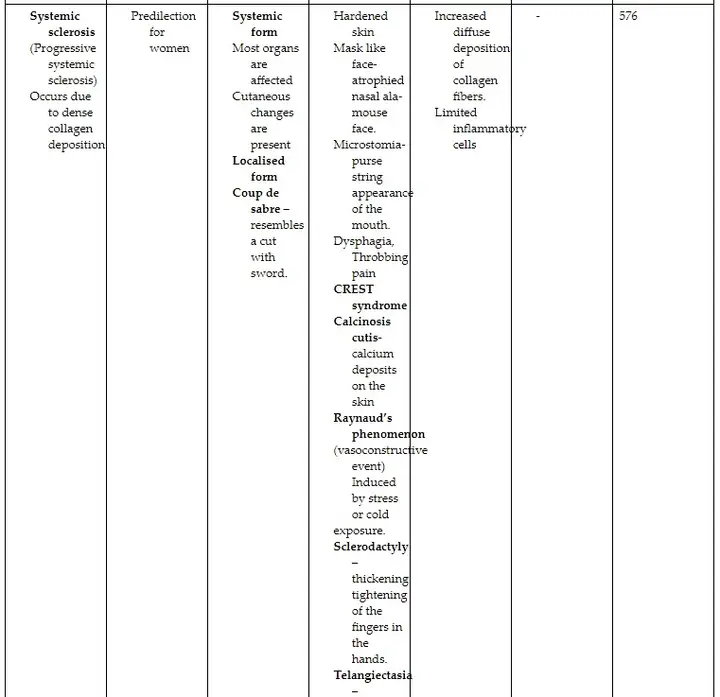 Systemic
sclerosis
(Progressive
systemic
sclerosis)
Occurs due
to dense
collagen
deposition
Predilection
for
women
Systemic
form
Most organs
are
affected
Cutaneous
changes
are
present
Localised
form
Coup de
sabre –
resembles
a cut
with
sword.
Hardened
skin
Mask like
face-
atrophied
nasal ala-
mouse
face.
Microstomia-
purse
string
appearance
of the
mouth.
Dysphagia,
Throbbing
pain
CREST
syndrome
Calcinosis
cutis-
calcium
deposits
on the
skin
Raynaud's
phenomenon
(vasoconstructive
event)
Induced
by stress
or cold
exposure.
Sclerodactyly
–
thickening
tightening
of the
fingers in
the
hands.
Telangiectasia
–
Increased
diffuse
deposition
of
collagen
fibers.
Limited
inflammatory
cells
-
576